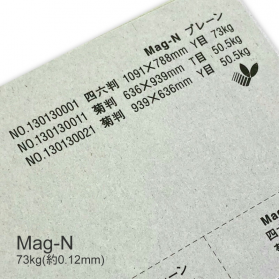 Mag-N プレーン
NO.130130001 四六判 1091×788mm Y目 73kg
NO.130130011 菊判 636×939mm T目 50.5kg
NO.130130021 菊判 939×636mm Y目 50.5kg
Mag-N
73kg(約0.12mm)